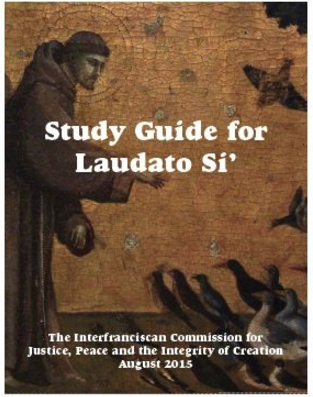 Study Guide for
Laudato Si’
The Interfranciscan Commission for
Justice, Peace and the Integrity of Creation
August 2015